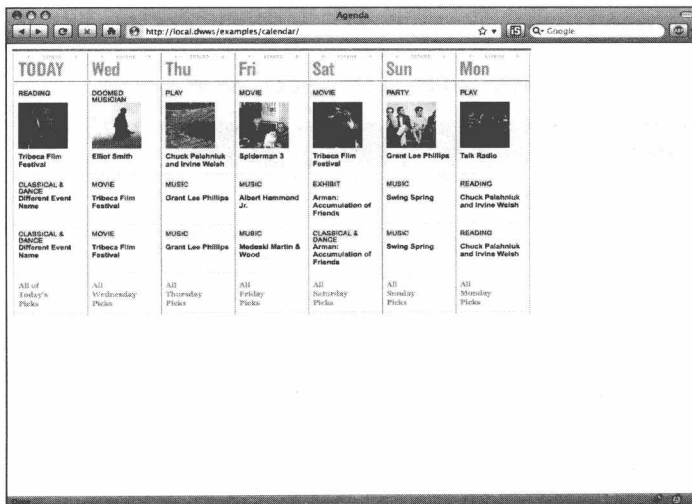 Agenda
http://local.dwws/examples/calendar/
Google
TODAY
READING
Tribeca Film
Festival
CLASSICAL &
DANCE
Different Event
Name
CLASSICAL &
DANCE
Different Event
Name
All of
Today's
Picks
Wed
DOOMED
MUSICIAN
Elliot Smith
MOVIE
Tribeca Film
Festival
MOVIE
Tribeca Film
Festival
All
Wednesday
Picks
Thu
PLAY
Chuck Palahniuk
and Irvine Welsh
MUSIC
Grant Lee Phillips
MUSIC
Grant Lee Phillips
All
Thursday
Picks
Fri
MOVIE
Spiderman 3
MUSIC
Albert Hammond
Jr.
MUSIC
Medeski Martin &
Wood
All
Friday
Picks
Sat
MOVIE
Tribeca Film
Festival
EXHIBIT
Arman:
Accumulation of
Friends
CLASSICAL &
DANCE
Arman:
Accumulation of
Friends
All
Saturday
Picks
Sun
PARTY
Grant Lee Phillips
MUSIC
Swing Spring
MUSIC
Swing Spring
All
Sunday
Picks
Mon
PLAY
Talk Radio
READING
Chuck Palahniuk
and Irvine Welsh
READING
Chuck Palahniuk
and Irvine Welsh
All
Monday
Picks
Done